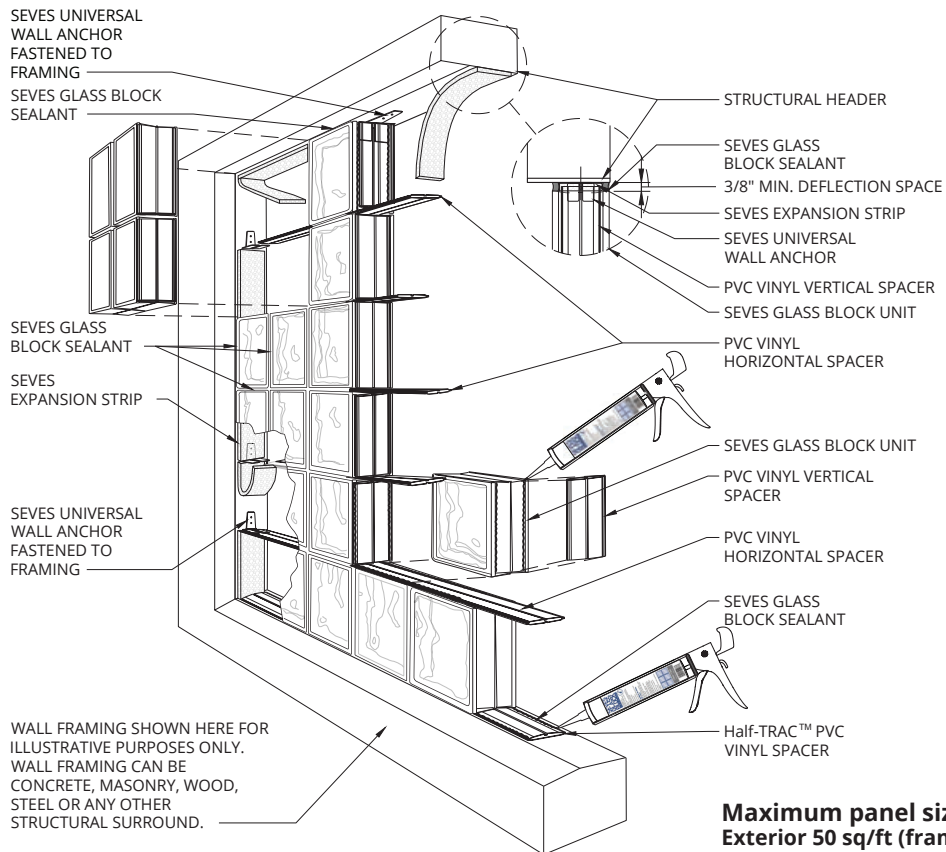 SEVES UNIVERSAL
WALL ANCHOR
FASTENED TO
FRAMING
SEVES GLASS BLOCK
SEALANT
SEVES GLASS
BLOCK SEALANT
SEVES
EXPANSION STRIP
SEVES UNIVERSAL
WALL ANCHOR
FASTENED TO
FRAMING
WALL FRAMING SHOWN HERE FOR
ILLUSTRATIVE PURPOSES ONLY.
WALL FRAMING CAN BE
CONCRETE, MASONRY, WOOD,
STEEL OR ANY OTHER
STRUCTURAL SURROUND.
STRUCTURAL HEADER
SEVES GLASS
BLOCK SEALANT
3/8" MIN. DEFLECTION SPACE
SEVES EXPANSION STRIP
SEVES UNIVERSAL
WALL ANCHOR
PVC VINYL VERTICAL SPACER
SEVES GLASS BLOCK UNIT
PVC VINYL
HORIZONTAL SPACER
SEVES GLASS BLOCK UNIT
PVC VINYL VERTICAL
SPACER
PVC VINYL
HORIZONTAL SPACER
SEVES GLASS
BLOCK SEALANT
Half-TRAC™ PVC
VINYL SPACER
Maximum panel siz
Exterior 50 sq/ft (fran